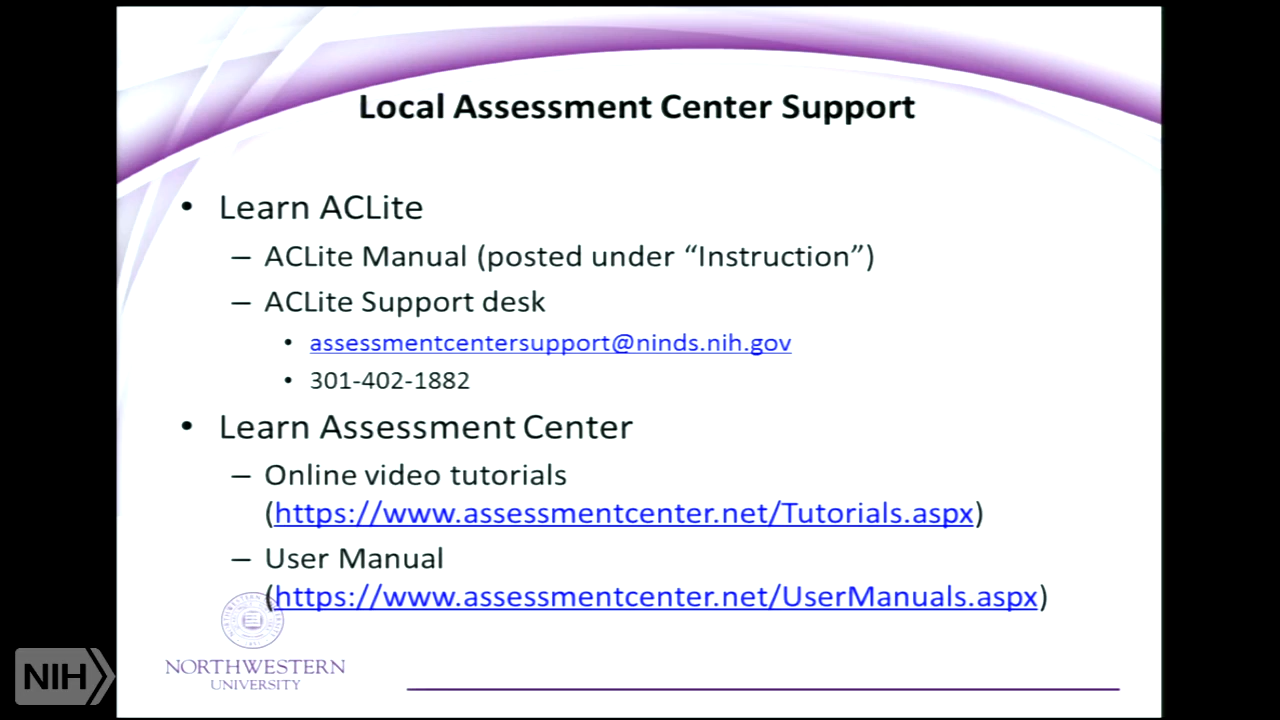 Local Assessment Center Support
• Learn ACLite
– ACLite Manual (posted under “Instruction”)
– ACLite Support desk
• assessmentcentersupport@ninds.nih.gov
• 301-402-1882
• Learn Assessment Center
– Online video tutorials
(https://www.assessmentcenter.net/Tutorials.aspx)
– User Manual
(https://www.assessmentcenter.net/UserManuals.aspx)
NORTHWESTERN
UNIVERSITY
NIH